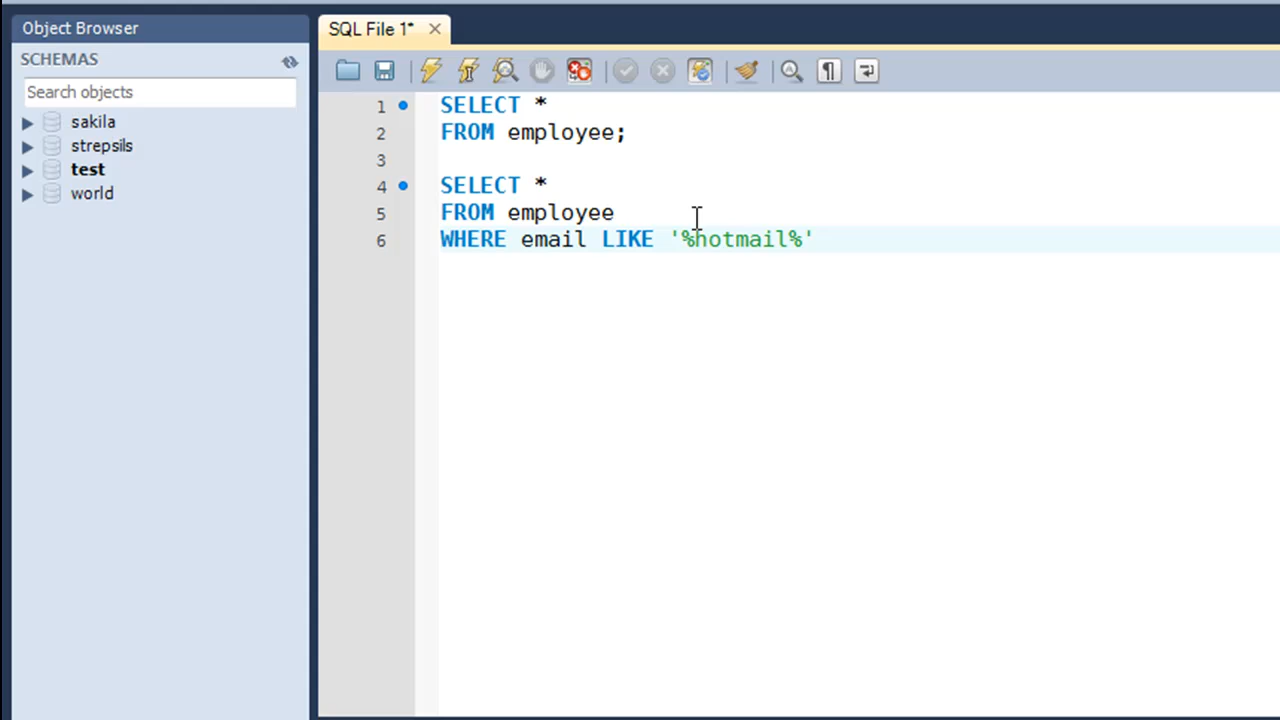 Object Browser
SCHEMAS
Search objects
sakila
strepsils
test
world
SQL File 1*
1 SELECT *
2 FROM employee;
3
4 SELECT *
5 FROM employee
6 WHERE email LIKE '%hotmail%'